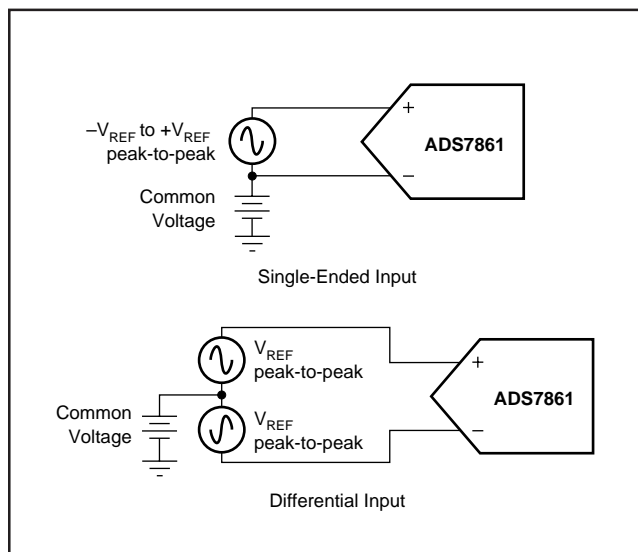 –V_REF to +V_REF
peak-to-peak
+
ADS7861
–
Common
Voltage
Single-Ended Input
V_REF
peak-to-peak
+
ADS7861
Common
Voltage
V_REF
peak-to-peak
–
Differential Input